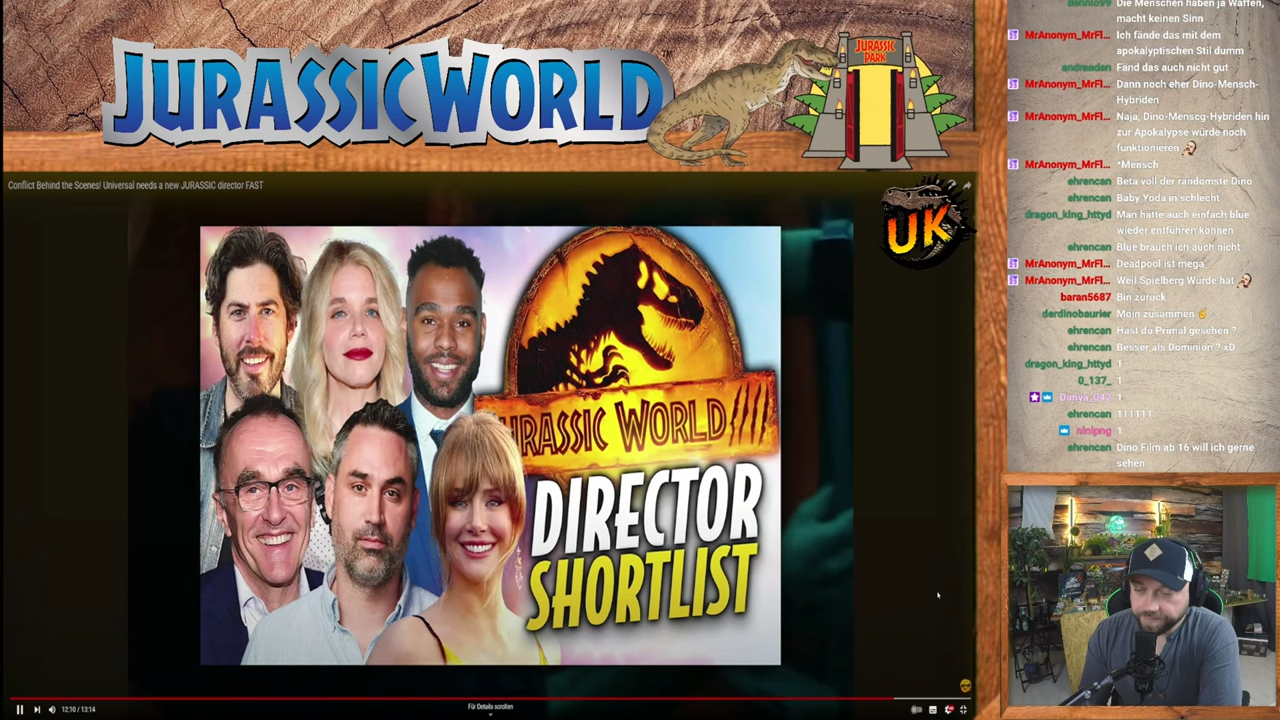 JURASSIC WORLD
JURASSIC
PARK
Conflict Behind the Scenes! Universal needs a new JURASSIC director FAST
UK
JURASSIC WORLD
DIRECTOR
SHORTLIST
12:10 / 13:14
Für Details scrollen
dennio99 Die Menschen haben ja Waffen,
macht keinen Sinn
MrAnonym_MrFl... Ich fände das mit dem
apokalyptischen Stil dumm
andraadan Fänd das auch nicht gut
MrAnonym_MrFl... Dann noch eher Dino-Mensch-
Hybriden
MrAnonym_MrFl... Naja, Dino-Menscg-Hybriden hin
zur Apokalypse würde noch
funktionieren
MrAnonym_MrFl... *Mensch
ehrencan Beta voll der randomste Dino
ehrencan Baby Yoda in schlecht
dragon_king_httyd Man hätte auch einfach blue
wieder entführen können
ehrencan Blue brauch ich auch nicht
MrAnonym_MrFl... Deadpool ist mega
MrAnonym_MrFl... Weil Spielberg Würde hat
baran5687 Bin zurück
derdinobaurier Moin zusammen
ehrencan Hast du Primal gesehen ?
ehrencan Besser als Dominion ? xD
dragon_king_httyd 1
0_137_ 1
Dimya_042 1
ehrencan 111111
ninipng 1
ehrencan Dino Film ab 16 will ich gerne
sehen